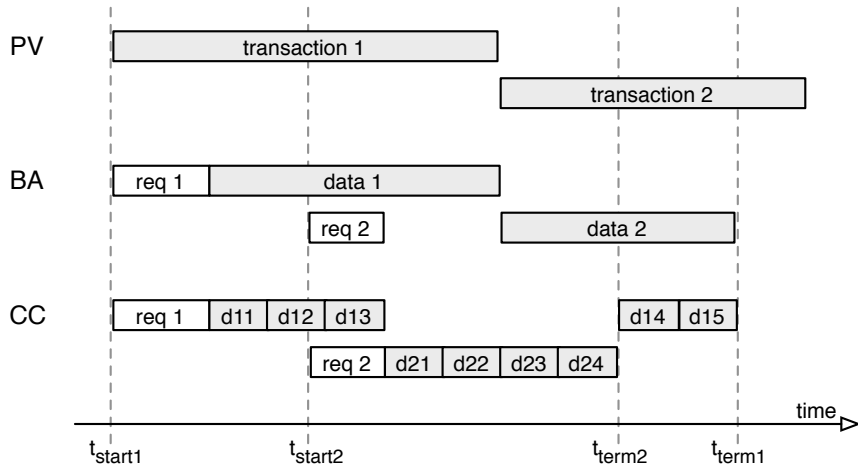 PV
transaction 1
transaction 2
BA
req 1
data 1
req 2
data 2
CC
req 1
d11
d12
d13
d14
d15
req 2
d21
d22
d23
d24
time
tstart1
tstart2
tterm2
tterm1